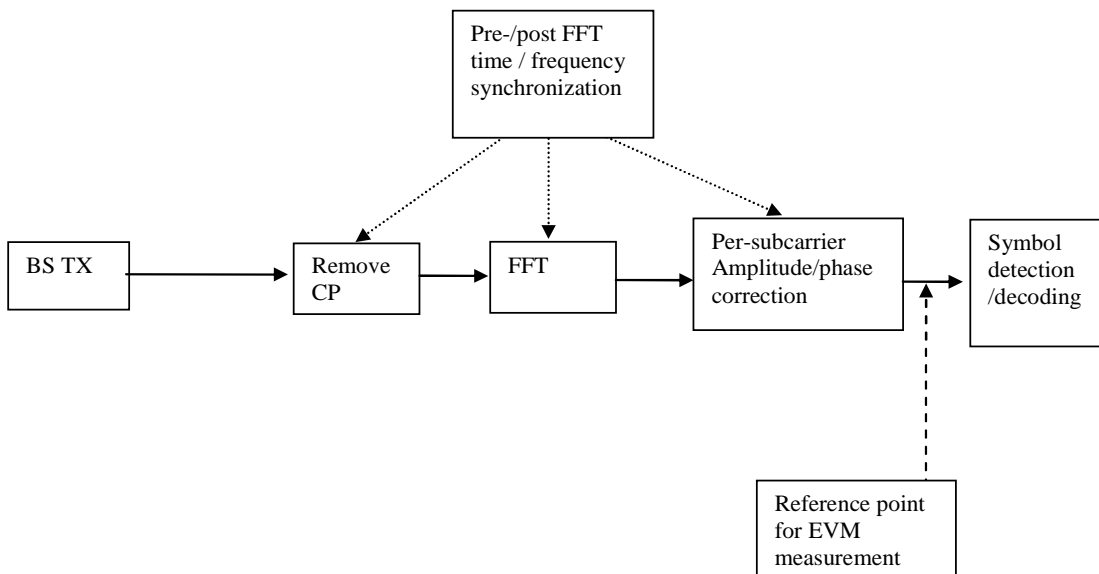 Pre-/post FFT
time / frequency
synchronization
BS TX
Remove
CP
FFT
Per-subcarrier
Amplitude/phase
correction
Symbol
detection
/decoding
Reference point
for EVM
measurement